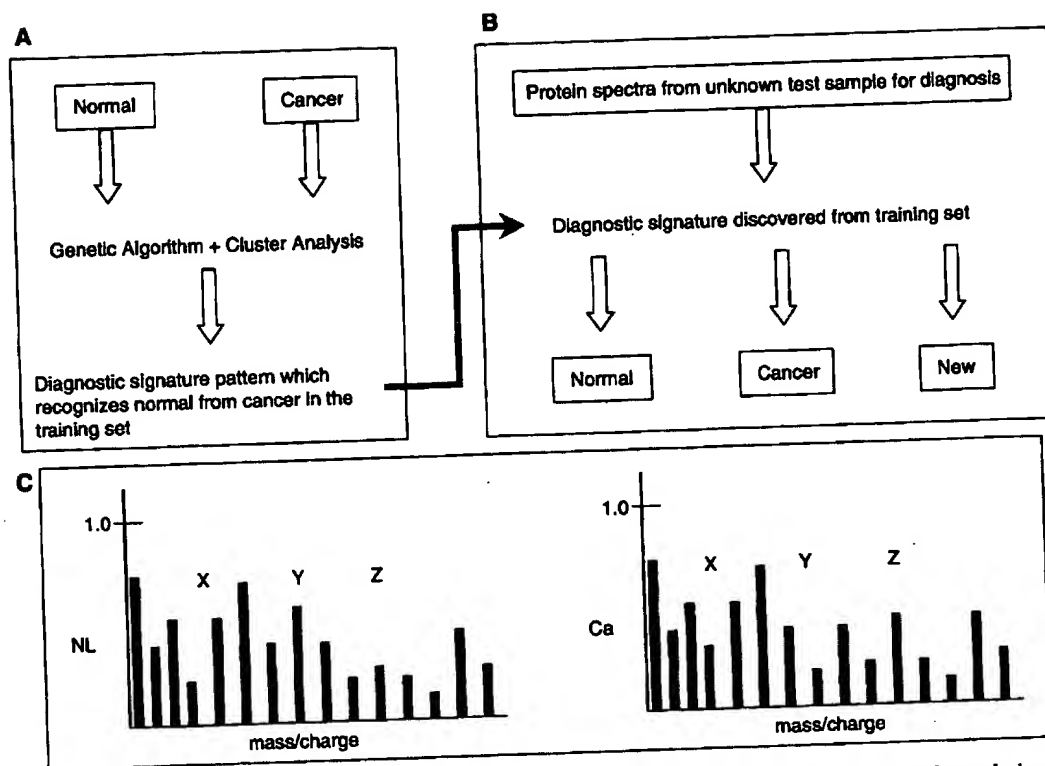 A
Normal
Cancer
Genetic Algorithm + Cluster Analysis
Diagnostic signature pattern which
recognizes normal from cancer in the
training set
B
Protein spectra from unknown test sample for diagnosis
Diagnostic signature discovered from training set
Normal
Cancer
New
C
1.0
X
Y
Z
NL
mass/charge
1.0
X
Y
Z
Ca
mass/charge